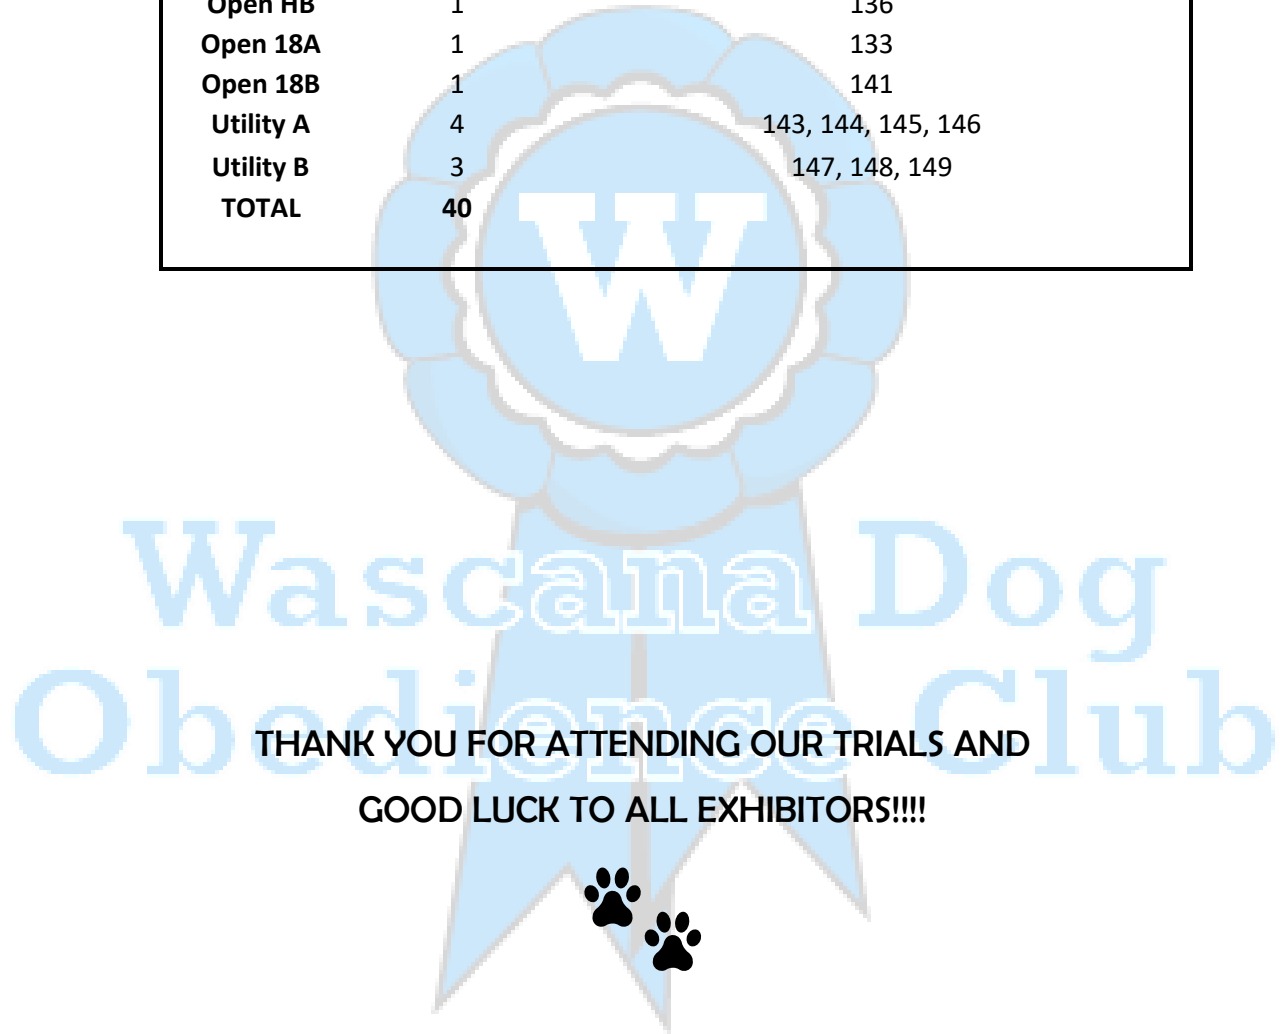 Open HB 1 136
Open 18A 1 133
Open 18B 1 141
Utility A 4 143, 144, 145, 146
Utility B 3 147, 148, 149
TOTAL 40
W
Wascana Dog
Obedience Club
THANK YOU FOR ATTENDING OUR TRIALS AND
GOOD LUCK TO ALL EXHIBITORS!!!!